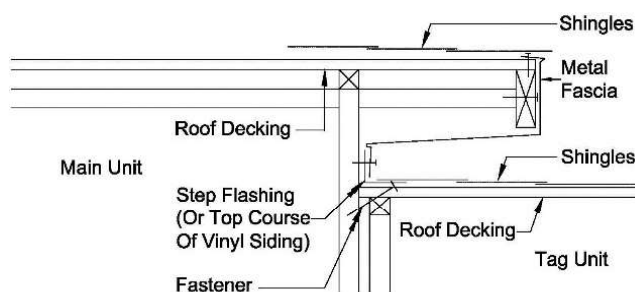 Shingles
Metal
Fascia
Roof Decking
Main Unit
Shingles
Step Flashing
(Or Top Course
Of Vinyl Siding)
Roof Decking
Tag Unit
Fastener